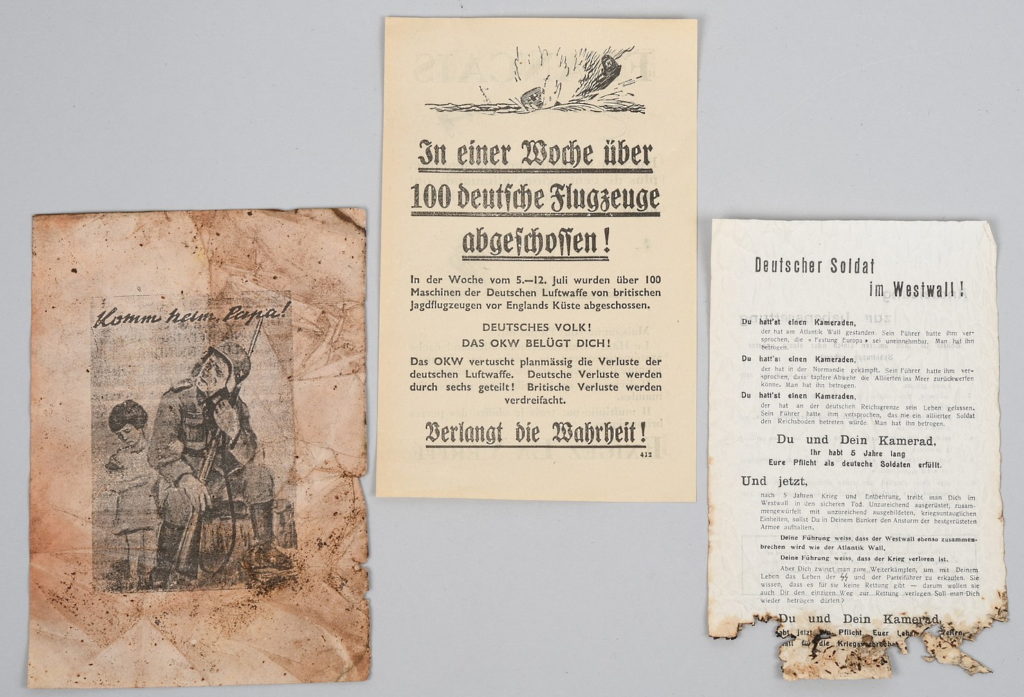 Komm heim, Papa!
In einer Woche über
100 deutsche Flugzeuge
abgeschossen!
In der Woche vom 5.—12. Juli wurden über 100
Maschinen der Deutschen Luftwaffe von britischen
Jagdflugzeugen vor Englands Küste abgeschossen.
DEUTSCHES VOLK!
DAS OKW BELÜGT DICH!
Das OKW vertuscht planmässig die Verluste der
deutschen Luftwaffe. Deutsche Verluste werden
durch sechs geteilt! Britische Verluste werden
verdreifacht.
Verlangt die Wahrheit!
412
Deutscher Soldat
im Westwall!
Du hatt'st einen Kameraden,
der hat am Atlantik Wall gestanden. Sein Führer hatte ihm ver-
sprochen, die «Festung Europa» sei uneinnehmbar. Man hat ihn
betrogen.
Du hatt'st einen Kameraden,
der hat in der Normandie gekämpft. Sein Führer hatte ihm ver-
sprochen, dass tapfere Abwehr die Alliierten ins Meer zurückwerfen
könne. Man hat ihn betrogen.
Du hatt'st einen Kameraden,
der hat an der deutschen Reichsgrenze sein Leben gelassen.
Sein Führer hatte ihm versprochen, das nie ein alliierter Soldat
den Reichsboden betreten würde. Man hat ihn betrogen.
Du und Dein Kamerad,
Ihr habt 5 Jahre lang
Eure Pflicht als deutsche Soldaten erfüllt.
Und jetzt,
nach 5 Jahren Krieg und Entbehrung, treibt man Dich im
Westwall in den sicheren Tod. Unzureichend ausgerüstet, zusam-
mengewürfelt mit unzureichend ausgebildeten, kriegsuntauglichen
Einheiten, sollst Du in Deinem Bunker den Ansturm der bestgerüsteten
Armee aufhalten.
Deine Führung weiss, dass der Westwall ebenso zusammen-
brechen wird wie der Atlantik Wall,
Deine Führung weiss, dass der Krieg verloren ist.
Aber Dich zwingt man zum Weiterkämpfen, um mit Deinem
Leben das Leben der SS und der Parteiführer zu erkaufen. Sie
wissen, dass es für sie keine Rettung gibt — darum wollen sie
auch Dir den einzigen Weg zur Rettung verlegen. Soll man Dich
wieder betrügen dürfen?
Du und Dein Kamerad,
habt jetzt Pflicht Euer
für die